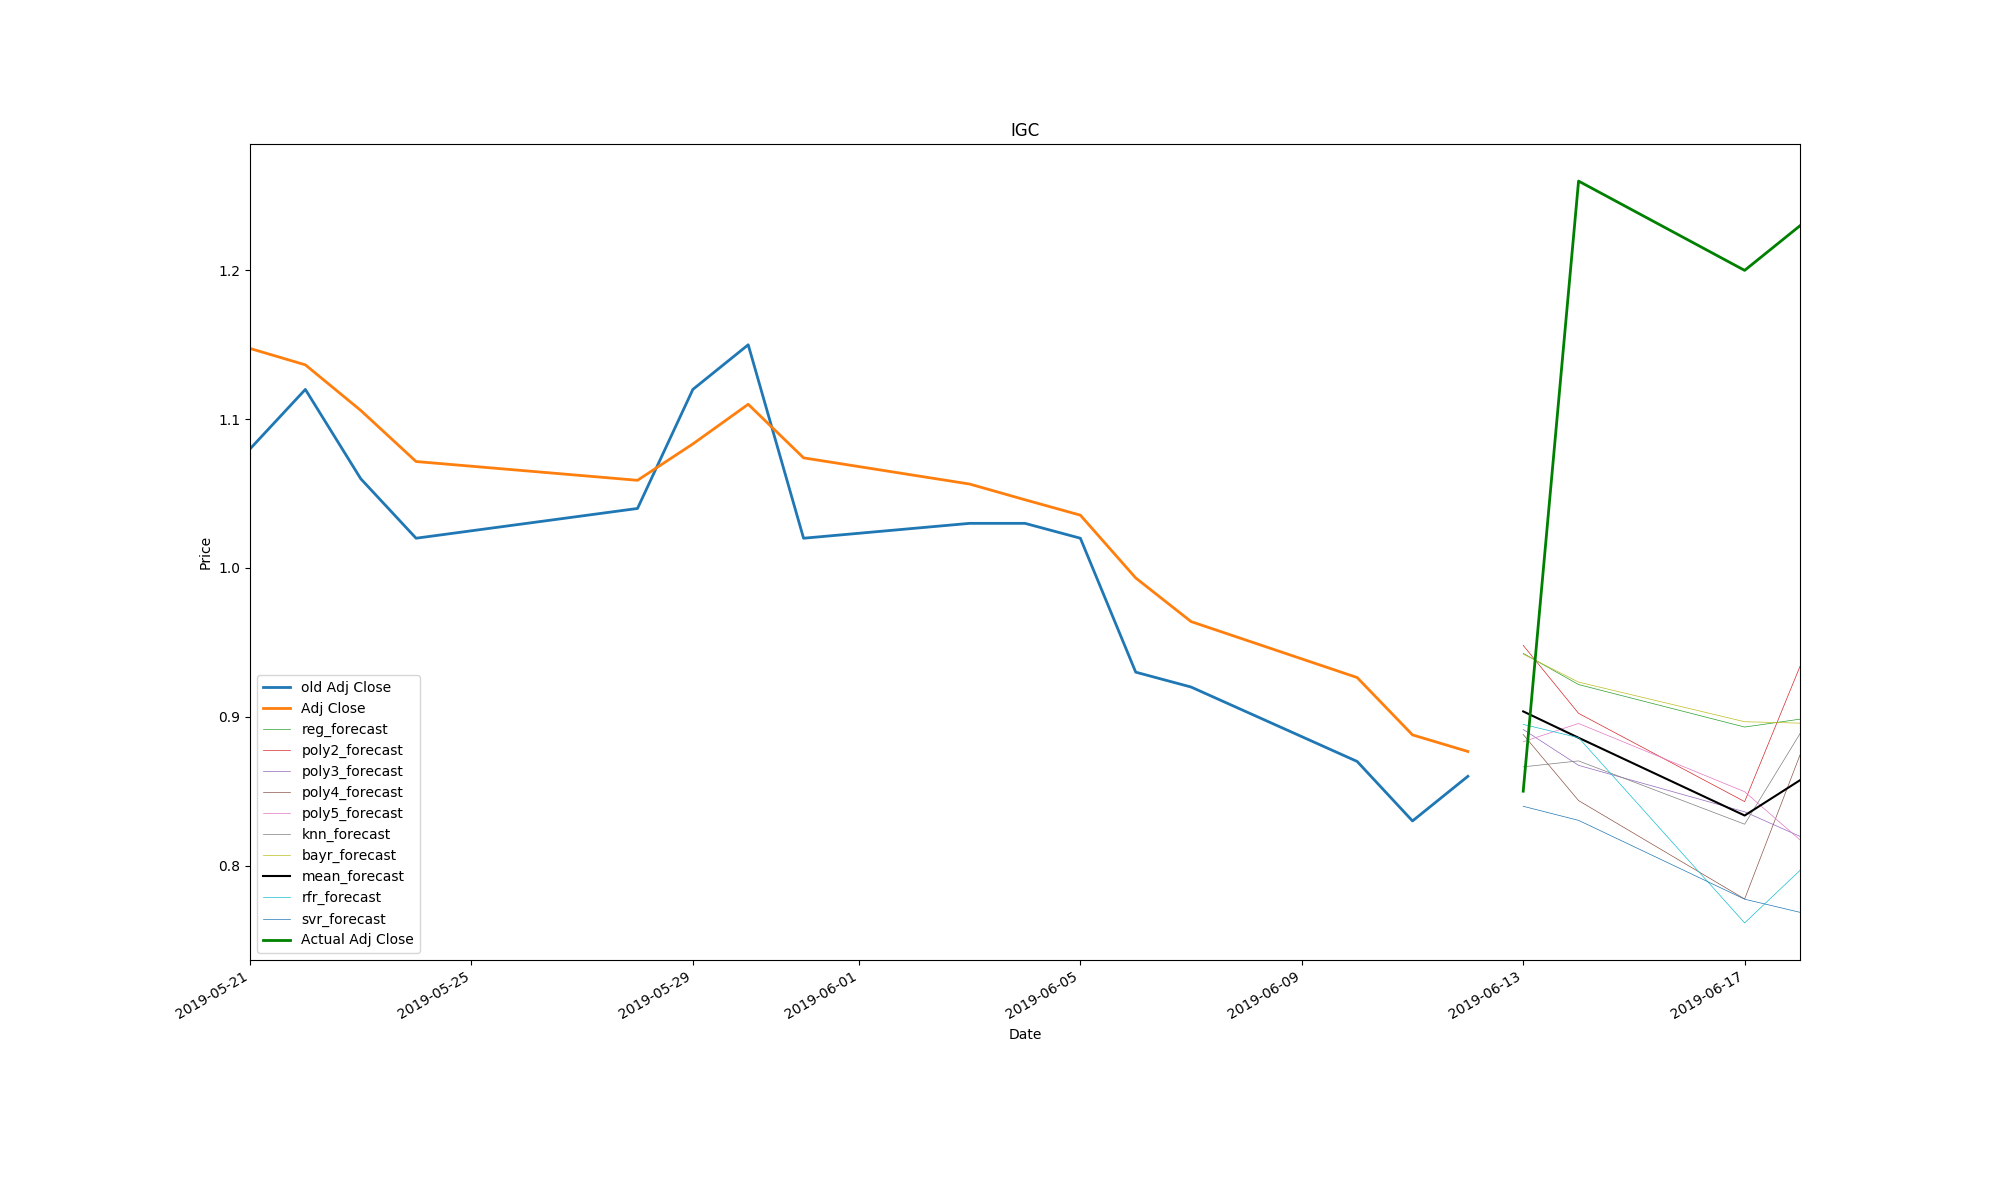 IGC
1.2
1.1
1.0
0.9
0.8
Price
old Adj Close
Adj Close
reg_forecast
poly2_forecast
poly3_forecast
poly4_forecast
poly5_forecast
knn_forecast
bayr_forecast
mean_forecast
rfr_forecast
svr_forecast
Actual Adj Close
2019-05-21
2019-05-25
2019-05-29
2019-06-01
2019-06-05
2019-06-09
2019-06-13
2019-06-17
Date